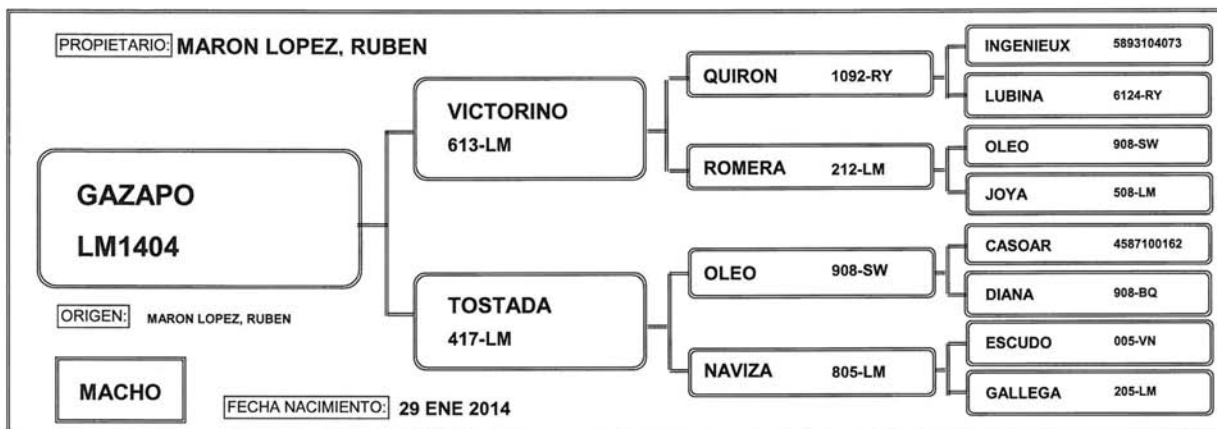 PROPIETARIO: MARON LOPEZ, RUBEN
GAZAPO
LM1404
ORIGEN: MARON LOPEZ, RUBEN
MACHO
FECHA NACIMIENTO: 29 ENE 2014
VICTORINO
613-LM
TOSTADA
417-LM
QUIRON 1092-RY
ROMERA 212-LM
OLEO 908-SW
NAVIZA 805-LM
INGENIEUX 5893104073
LUBINA 6124-RY
OLEO 908-SW
JOYA 508-LM
CASOAR 4587100162
DIANA 908-BQ
ESCUDO 005-VN
GALLEGA 205-LM